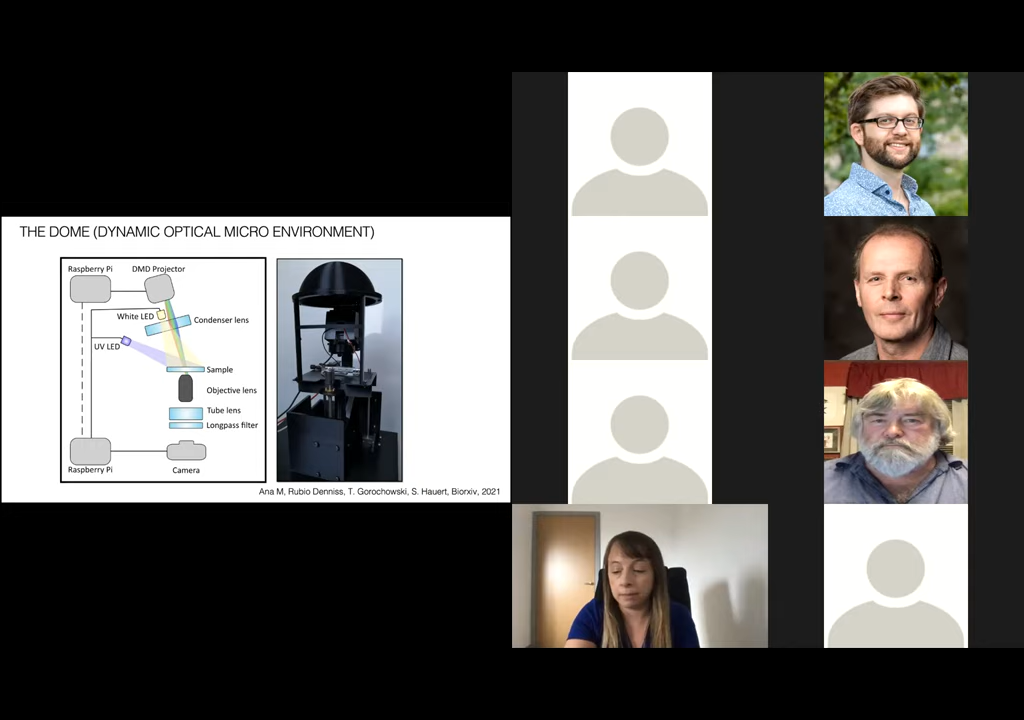 THE DOME (DYNAMIC OPTICAL MICRO ENVIRONMENT)
Raspberry Pi
DMD Projector
White LED
Condenser lens
UV LED
Sample
Objective lens
Tube lens
Longpass filter
Raspberry Pi
Camera
Ana M, Rubio Denniss, T. Gorochowski, S. Hauert, Biorxiv, 2021